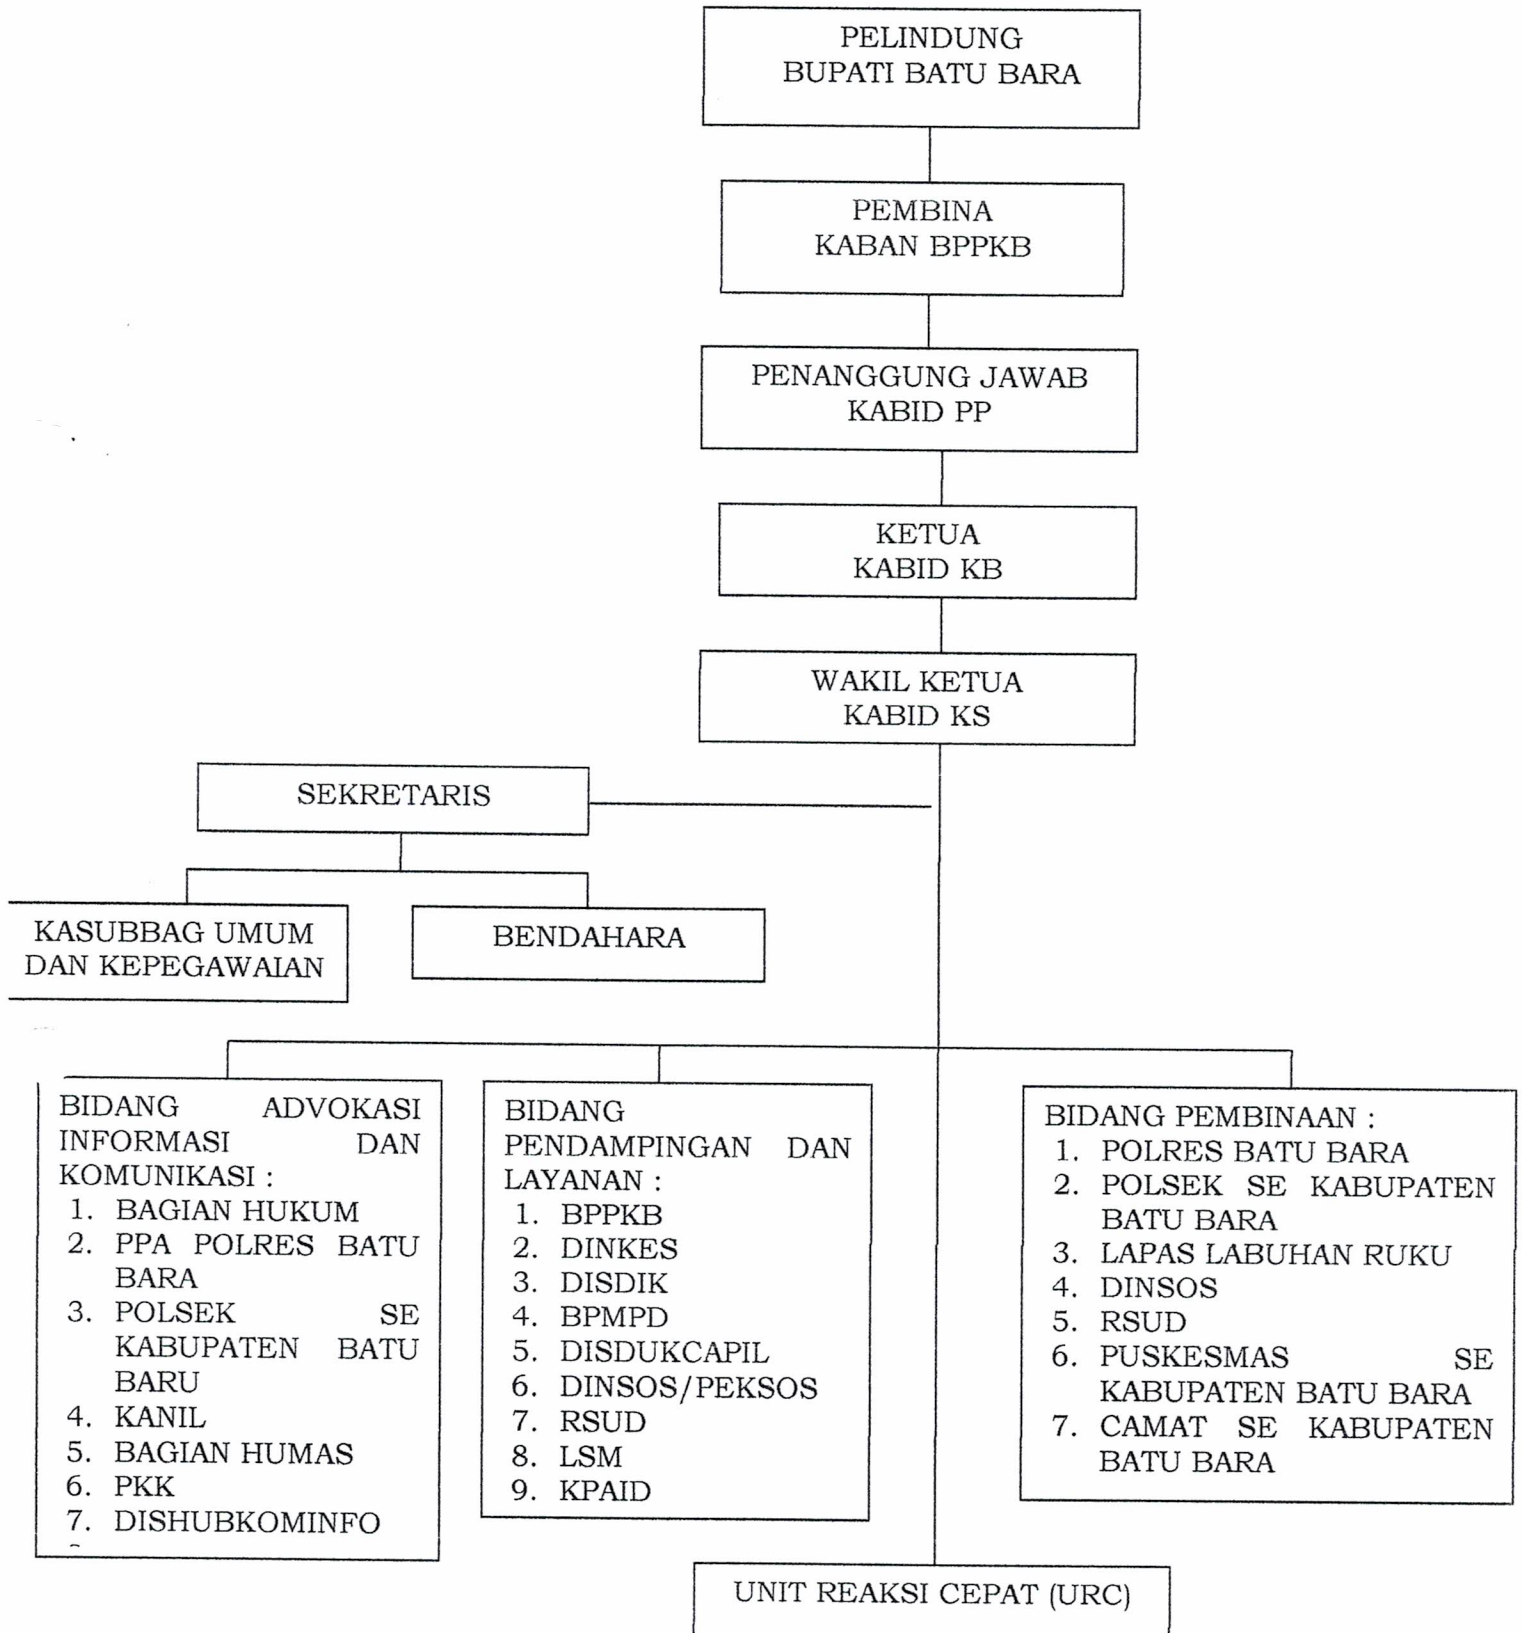 PELINDUNG
BUPATI BATU BARA
PEMBINA
KABAN BPPKB
PENANGGUNG JAWAB
KABID PP
KETUA
KABID KB
WAKIL KETUA
KABID KS
SEKRETARIS
KASUBBAG UMUM
DAN KEPEGAWAIAN
BENDAHARA
BIDANG ADVOKASI
INFORMASI DAN
KOMUNIKASI :
1. BAGIAN HUKUM
2. PPA POLRES BATU
BARA
3. POLSEK SE
KABUPATEN BATU
BARU
4. KANIL
5. BAGIAN HUMAS
6. PKK
7. DISHUBKOMINFO
BIDANG
PENDAMPINGAN DAN
LAYANAN :
1. BPPKB
2. DINKES
3. DISDIK
4. BPMPD
5. DISDUKCAPIL
6. DINSOS/PEKSOS
7. RSUD
8. LSM
9. KPAID
BIDANG PEMBINAAN :
1. POLRES BATU BARA
2. POLSEK SE KABUPATEN
BATU BARA
3. LAPAS LABUHAN RUKU
4. DINSOS
5. RSUD
6. PUSKESMAS SE
KABUPATEN BATU BARA
7. CAMAT SE KABUPATEN
BATU BARA
UNIT REAKSI CEPAT (URC)